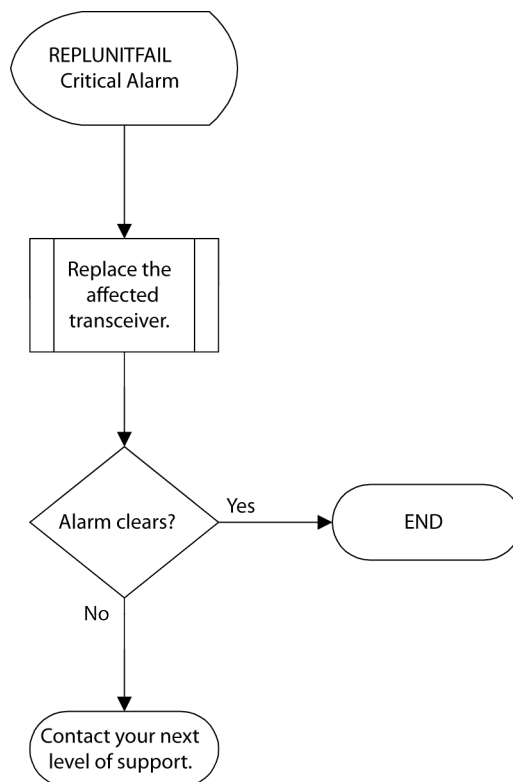 REPLUNITFAIL
Critical Alarm
Replace the
affected
transceiver.
Alarm clears?
Yes
END
No
Contact your next
level of support.